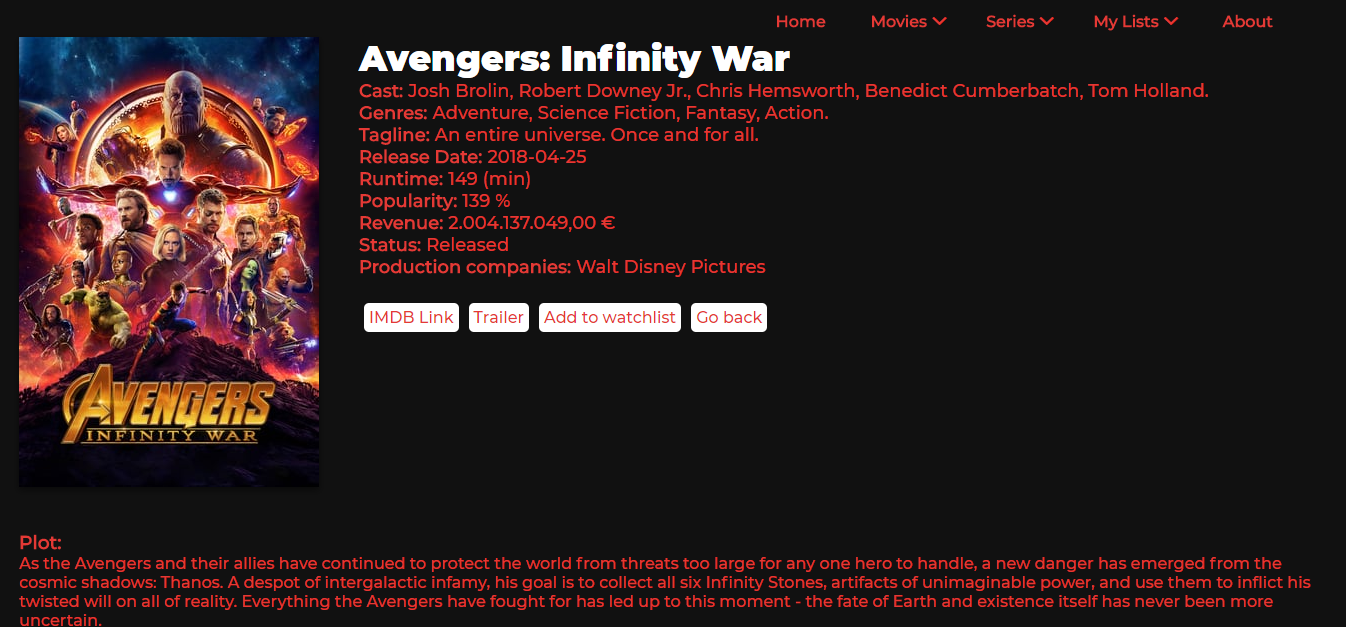 Home Movies Series My Lists About
Avengers: Infinity War
Cast: Josh Brolin, Robert Downey Jr., Chris Hemsworth, Benedict Cumberbatch, Tom Holland.
Genres: Adventure, Science Fiction, Fantasy, Action.
Tagline: An entire universe. Once and for all.
Release Date: 2018-04-25
Runtime: 149 (min)
Popularity: 139 %
Revenue: 2.004.137.049,00 €
Status: Released
Production companies: Walt Disney Pictures
IMDB Link Trailer Add to watchlist Go back
AVENGERS
INFINITY WAR
Plot:
As the Avengers and their allies have continued to protect the world from threats too large for any one hero to handle, a new danger has emerged from the
cosmic shadows: Thanos. A despot of intergalactic infamy, his goal is to collect all six Infinity Stones, artifacts of unimaginable power, and use them to inflict his
twisted will on all of reality. Everything the Avengers have fought for has led up to this moment - the fate of Earth and existence itself has never been more
uncertain.